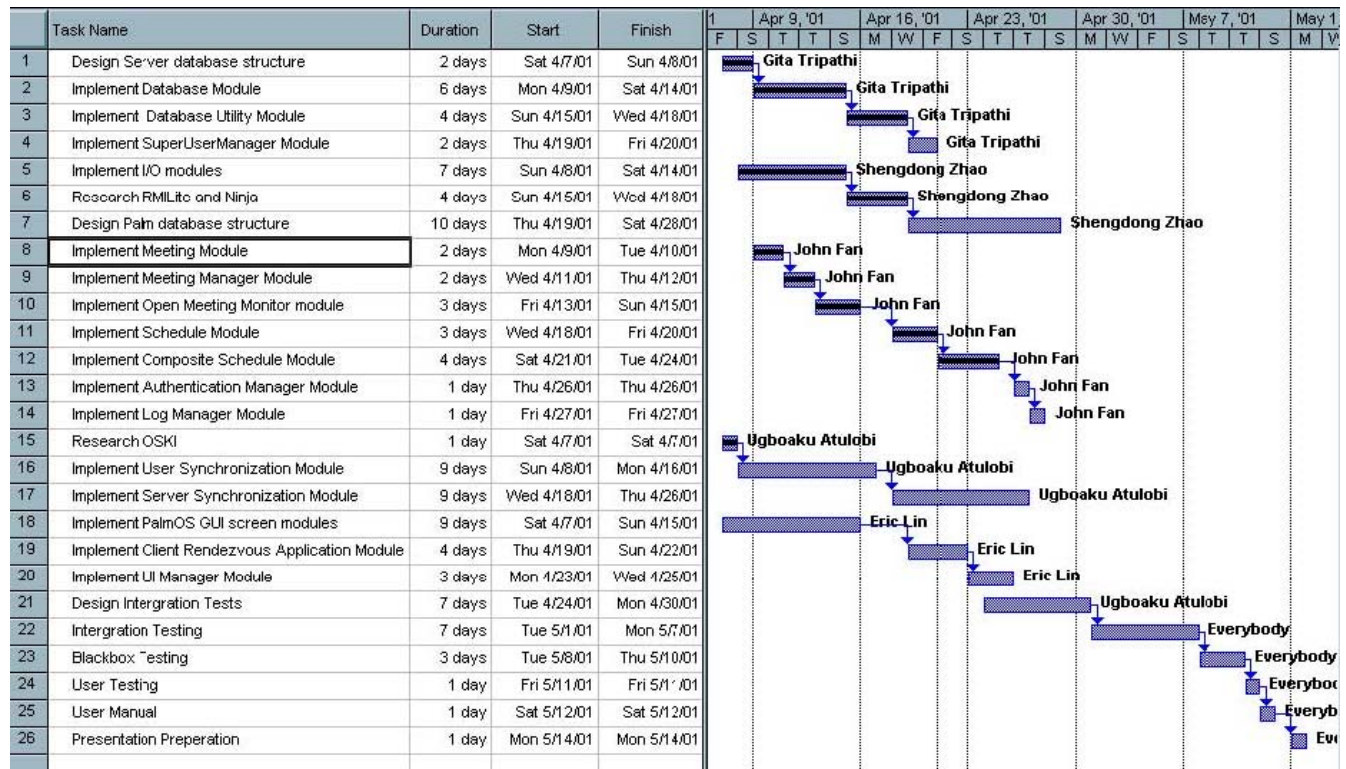 1 Apr 9, '01 Apr 16, '01 Apr 23, '01 Apr 30, '01 May 7, '01 May 1
Task Name Duration Start Finish
F S T T S M W F S T T S M W F S T T S M W
1 Design Server database structure 2 days Sat 4/7/01 Sun 4/8/01 Gita Tripathi
2 Implement Database Module 6 days Mon 4/9/01 Sat 4/14/01 Gita Tripathi
3 Implement Database Utility Module 4 days Sun 4/15/01 Wed 4/18/01 Gita Tripathi
4 Implement SuperUserManager Module 2 days Thu 4/19/01 Fri 4/20/01 Gita Tripathi
5 Implement I/O modules 7 days Sun 4/8/01 Sat 4/14/01 Shengdong Zhao
6 Research RMILite and Ninja 4 days Sun 4/15/01 Wed 4/18/01 Shengdong Zhao
7 Design Palm database structure 10 days Thu 4/19/01 Sat 4/28/01 Shengdong Zhao
8 Implement Meeting Module 2 days Mon 4/9/01 Tue 4/10/01 John Fan
9 Implement Meeting Manager Module 2 days Wed 4/11/01 Thu 4/12/01 John Fan
10 Implement Open Meeting Monitor module 3 days Fri 4/13/01 Sun 4/15/01 John Fan
11 Implement Schedule Module 3 days Wed 4/18/01 Fri 4/20/01 John Fan
12 Implement Composite Schedule Module 4 days Sat 4/21/01 Tue 4/24/01 John Fan
13 Implement Authentication Manager Module 1 day Thu 4/26/01 Thu 4/26/01 John Fan
14 Implement Log Manager Module 1 day Fri 4/27/01 Fri 4/27/01 John Fan
15 Research OSKI 1 day Sat 4/7/01 Sat 4/7/01 Ugboaku Atulobi
16 Implement User Synchronization Module 9 days Sun 4/8/01 Mon 4/16/01 Ugboaku Atulobi
17 Implement Server Synchronization Module 9 days Wed 4/18/01 Thu 4/26/01 Ugboaku Atulobi
18 Implement PalmOS GUI screen modules 9 days Sat 4/7/01 Sun 4/15/01 Eric Lin
19 Implement Client Rendezvous Application Module 4 days Thu 4/19/01 Sun 4/22/01 Eric Lin
20 Implement UI Manager Module 3 days Mon 4/23/01 Wed 4/25/01 Eric Lin
21 Design Intergration Tests 7 days Tue 4/24/01 Mon 4/30/01 Ugboaku Atulobi
22 Intergration Testing 7 days Tue 5/1/01 Mon 5/7/01 Everybody
23 Blackbox Testing 3 days Tue 5/8/01 Thu 5/10/01 Everybody
24 User Testing 1 day Fri 5/11/01 Fri 5/11/01 Everyboc
25 User Manual 1 day Sat 5/12/01 Sat 5/12/01 Everyb
26 Presentation Preperation 1 day Mon 5/14/01 Mon 5/14/01 Eve